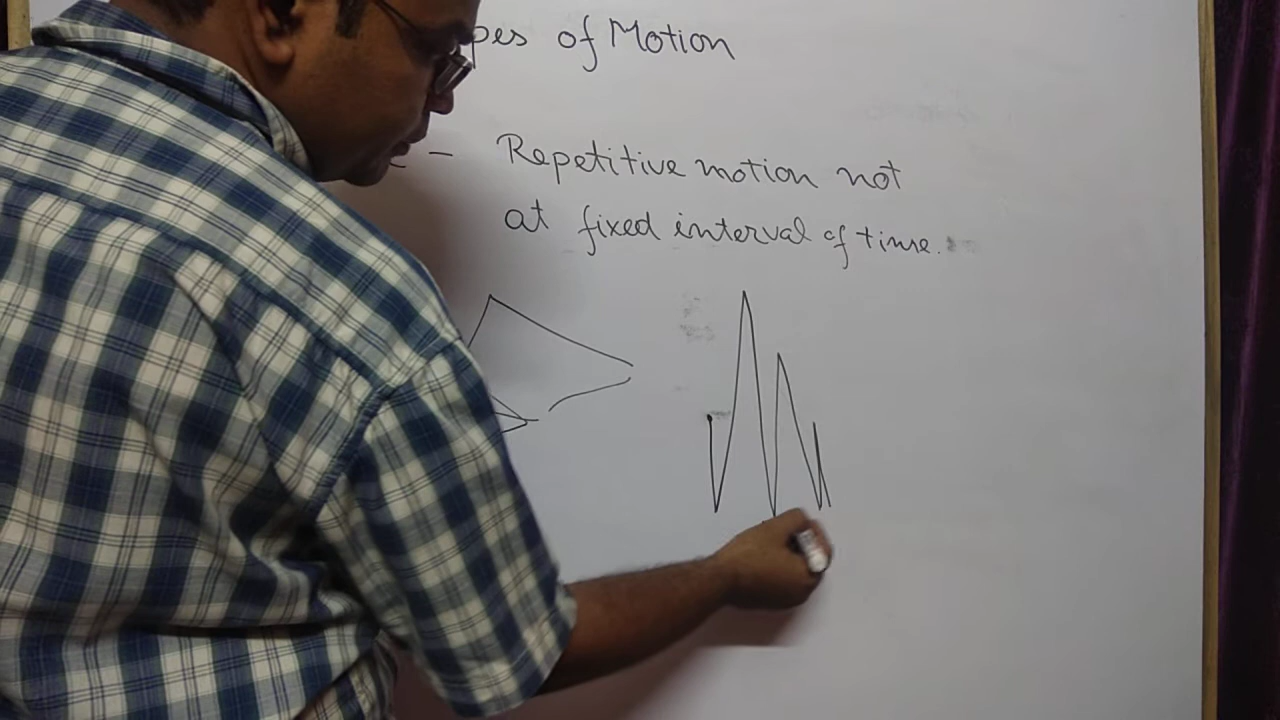 pes of Motion
- Repetitive motion not
at fixed interval of time.